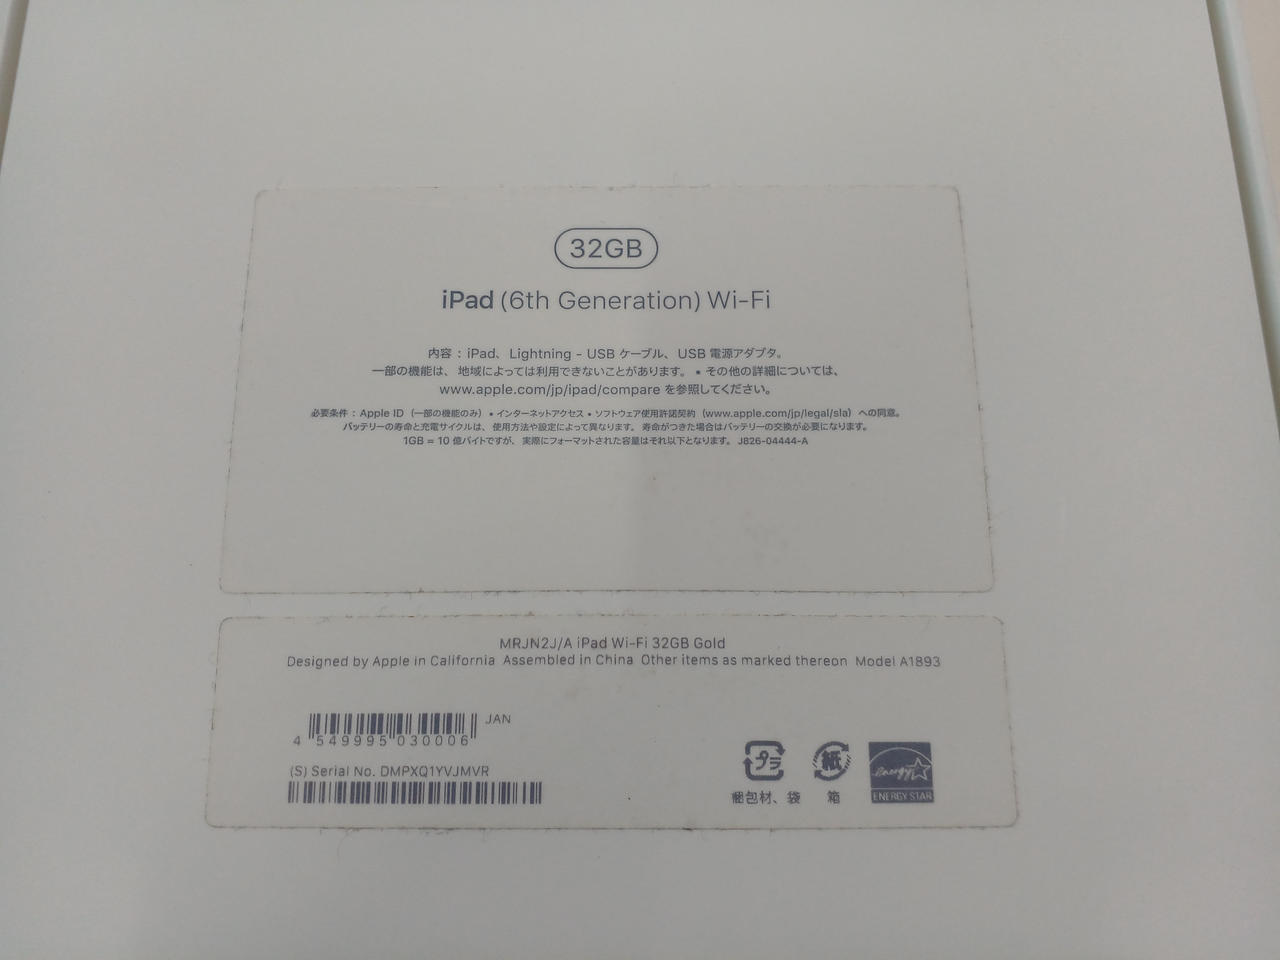 32GB
iPad (6th Generation) Wi-Fi
内容：iPad、Lightning - USB ケーブル、USB 電源アダプタ。
一部の機能は、地域によっては利用できないことがあります。• その他の詳細については、
www.apple.com/jp/ipad/compare を参照してください。
必要条件：Apple ID（一部の機能のみ）• インターネットアクセス • ソフトウェア使用許諾契約（www.apple.com/jp/legal/sla）への同意。
バッテリーの寿命と充電サイクルは、使用方法や設定によって異なります。寿命がつきた場合はバッテリーの交換が必要になります。
1GB = 10 億バイトですが、実際にフォーマットされた容量はそれ以下となります。J826-04444-A
MRJN2J/A iPad Wi-Fi 32GB Gold
Designed by Apple in California Assembled in China Other items as marked thereon Model A1893
JAN
4 549995 030006
(S) Serial No. DMPXQ1YVJMVR
プラ
紙
energy
ENERGY STAR
梱包材、袋
箱